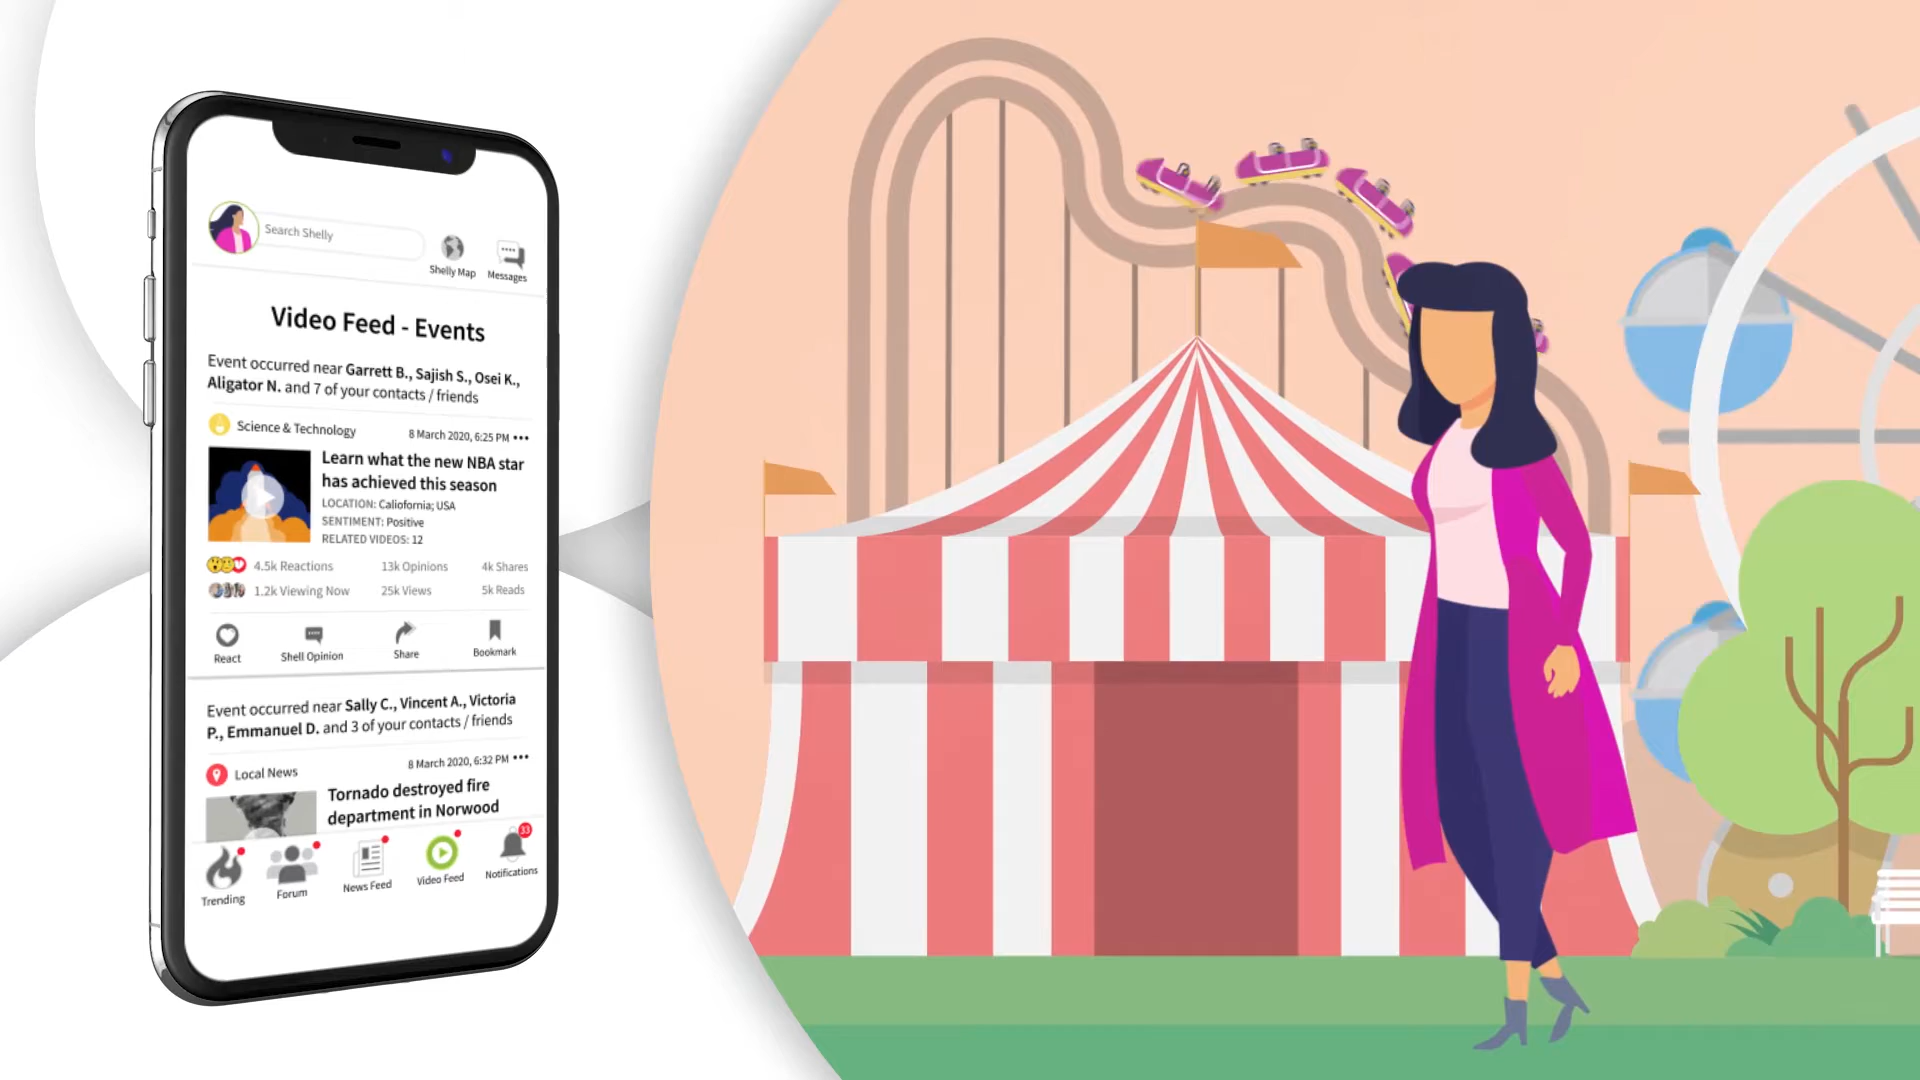 Search Shelly
Shelly Map
Messages
Video Feed - Events
Event occurred near Garrett B., Sajish S., Osei K.,
Aligator N. and 7 of your contacts / friends
Science & Technology
8 March 2020, 6:25 PM
Learn what the new NBA star
has achieved this season
LOCATION: Caliofornia; USA
SENTIMENT: Positive
RELATED VIDEOS: 12
4.5k Reactions
13k Opinions
4k Shares
1.2k Viewing Now
25k Views
5k Reads
React
Shell Opinion
Share
Bookmark
Event occurred near Sally C., Vincent A., Victoria
P., Emmanuel D. and 3 of your contacts / friends
Local News
8 March 2020, 6:32 PM
Tornado destroyed fire
department in Norwood
33
Trending
Forum
News Feed
Video Feed
Notifications